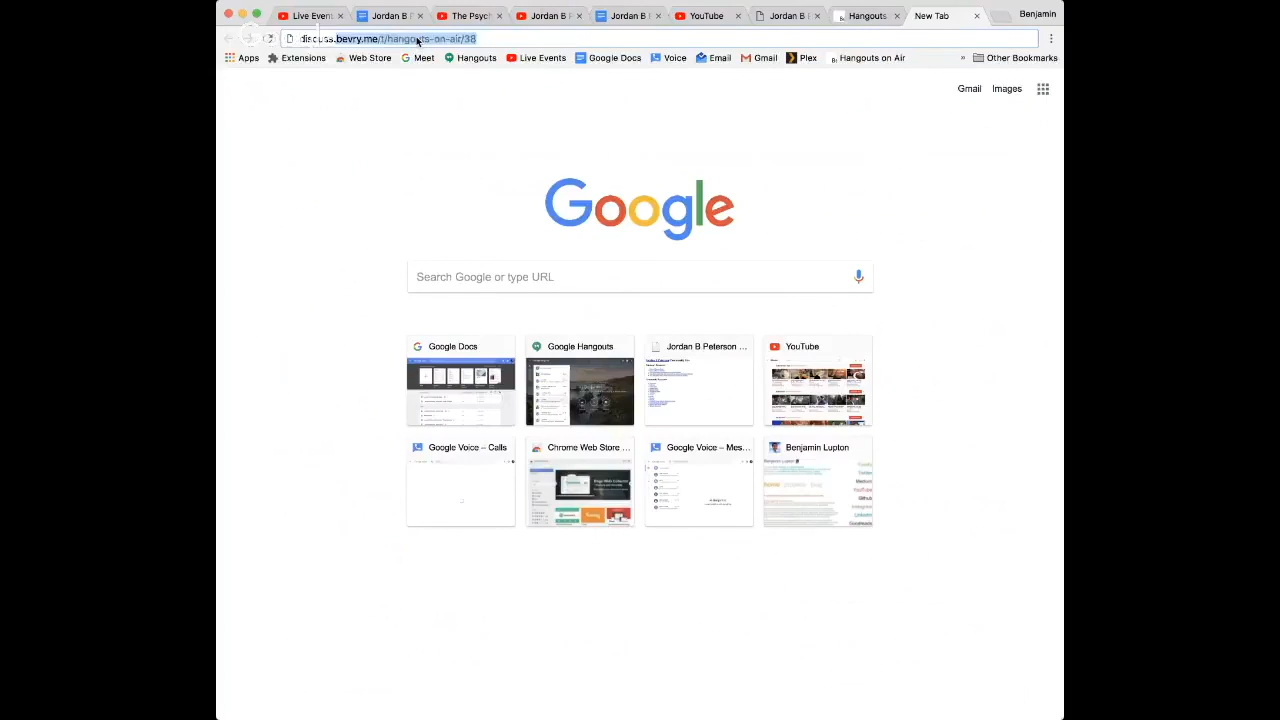 Live Event × Jordan B P × The Psych × Jordan B × Jordan B × YouTube × Jordan B × Hangouts × New Tab × Benjamin
discuss.bevry.me/t/hangouts-on-air/38
Apps Extensions Web Store Meet Hangouts Live Events Google Docs Voice Email Gmail Plex Hangouts on Air » Other Bookmarks
Gmail Images
Google
Search Google or type URL
Google Docs Google Hangouts Jordan B Peterson ... YouTube
Google Voice – Calls Chrome Web Store ... Google Voice – Mes... Benjamin Lupton